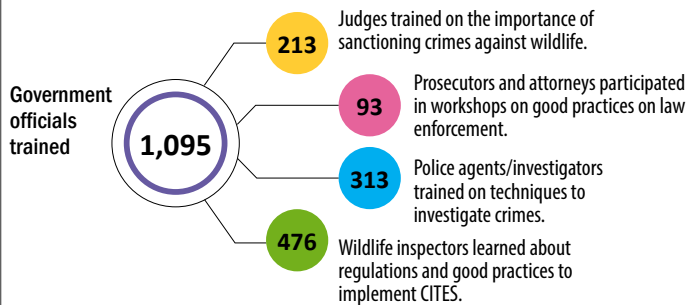 Government
officials
trained
1,095
213
Judges trained on the importance of
sanctioning crimes against wildlife.
93
Prosecutors and attorneys participated
in workshops on good practices on law
enforcement.
313
Police agents/investigators
trained on techniques to
investigate crimes.
476
Wildlife inspectors learned about
regulations and good practices to
implement CITES.